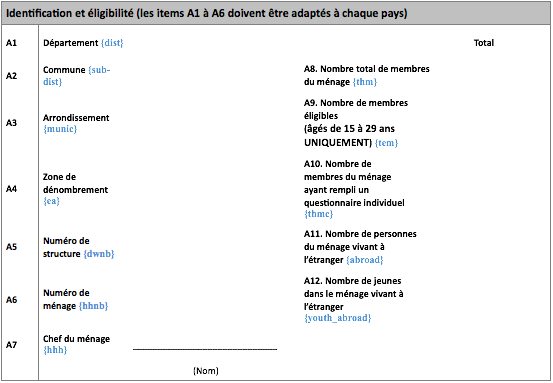 Identification et éligibilité (les items A1 à A6 doivent être adaptés à chaque pays)
A1 Département {dist} Total
A2 Commune {sub-
dist}
A8. Nombre total de membres
du ménage {thm}
A3 Arrondissement
{munic}
A9. Nombre de membres
éligibles
(âgés de 15 à 29 ans
UNIQUEMENT) {tem}
A4 Zone de
dénombrement
{ea}
A10. Nombre de
membres du ménage
ayant rempli un
questionnaire individuel
{thmc}
A5 Numéro de
structure {dwnb}
A11. Nombre de personnes
du ménage vivant à
l'étranger {abroad}
A6 Numéro de
ménage {hhnb}
A12. Nombre de jeunes
dans le ménage vivant à
l'étranger
{youth_abroad}
A7 Chef du ménage
{hhh}
(Nom)